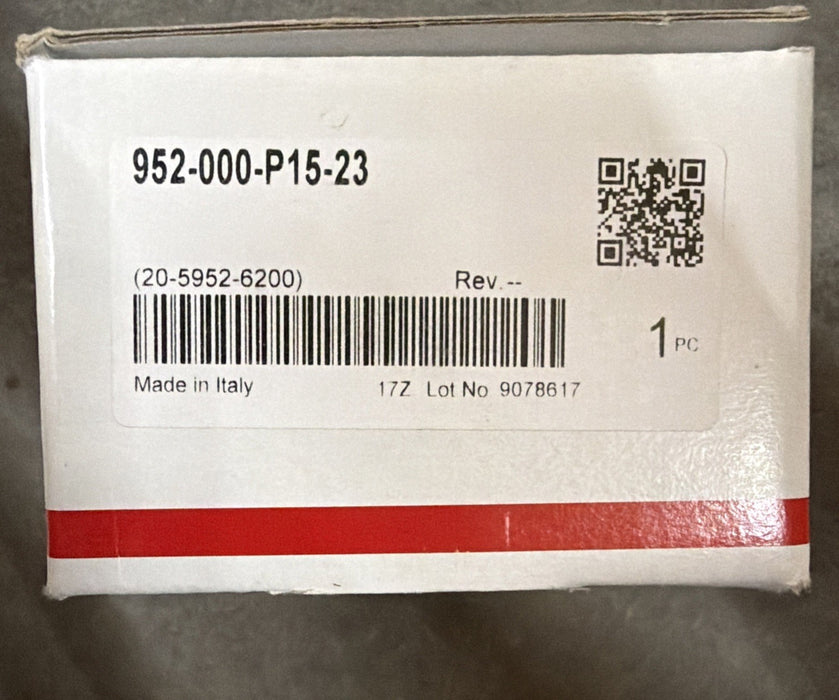 952-000-P15-23
(20-5952-6200) Rev.--
1 PC
Made in Italy 17Z Lot No 9078617